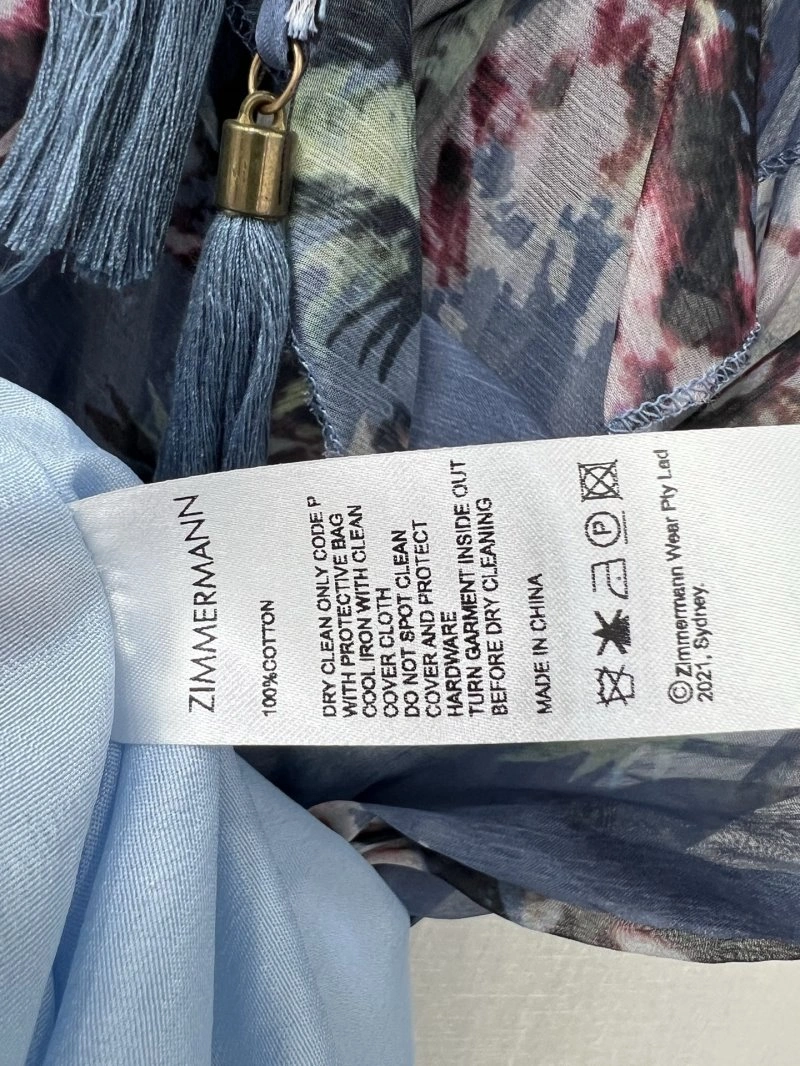 ZIMMERMANN
100%COTTON
DRY CLEAN ONLY CODE P
WITH PROTECTIVE BAG
COOL IRON WITH CLEAN
COVER CLOTH
DO NOT SPOT CLEAN
COVER AND PROTECT
HARDWARE
TURN GARMENT INSIDE OUT
BEFORE DRY CLEANING
MADE IN CHINA
P
©Zimmermann Wear Pty Lad
2021, Sydney.